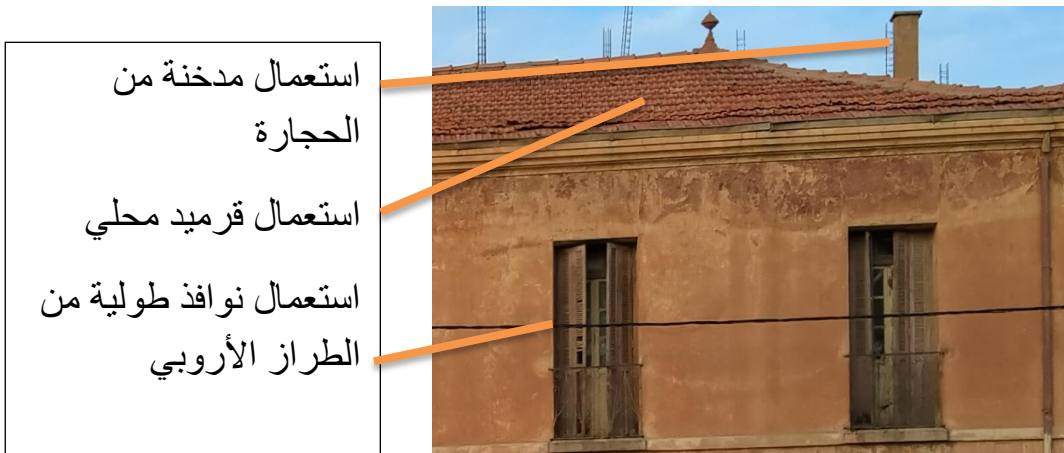 استعمال مدخنة من
الحجارة
استعمال قرميد محلي
استعمال نوافذ طولية من
الطراز الأروبي